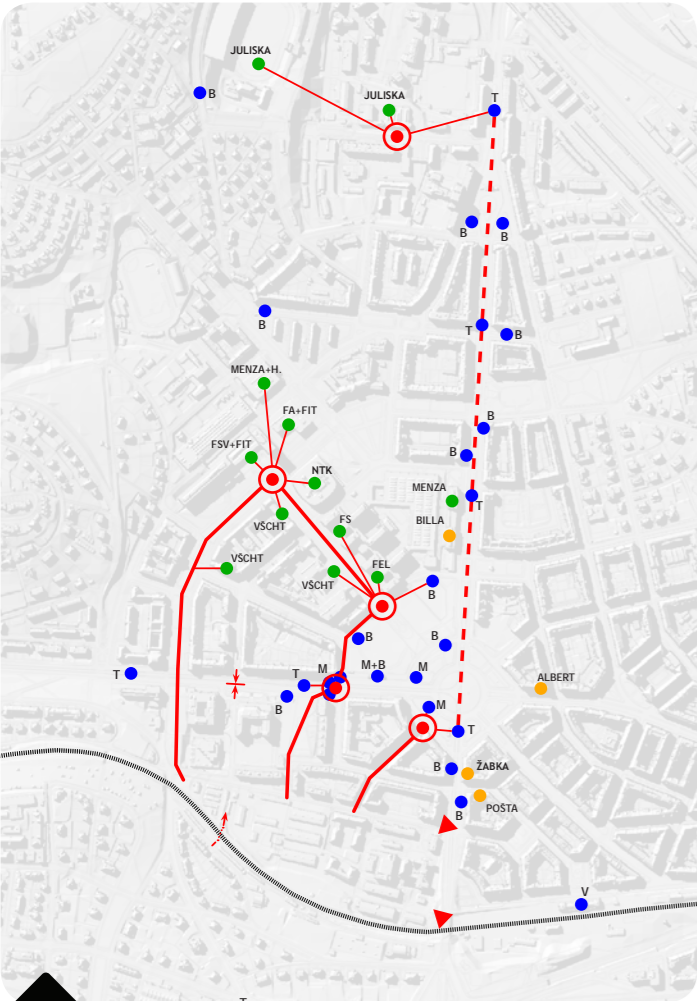 JULISKA
B
JULISKA
T
B
B
B
T
B
MENZA+H.
FA+FIT
B
FSV+FIT
B
NTK
MENZA
T
VŠCHT
FS
BILLA
VŠCHT
FEL
VŠCHT
B
B
B
T
T
M
M+B
M
ALBERT
B
M
T
B
ŽABKA
B
POŠTA
V
T